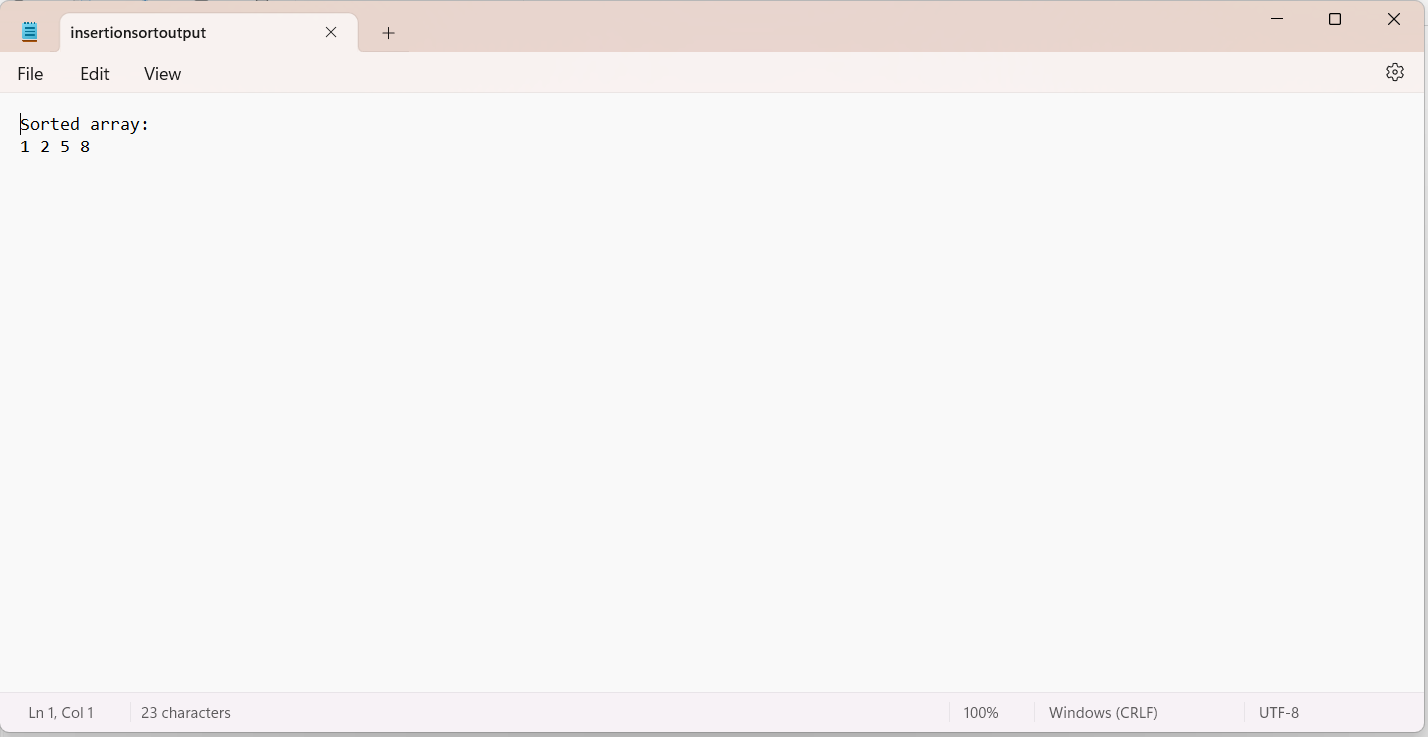 insertionsortoutput
File Edit View
Sorted array:
1 2 5 8
Ln 1, Col 1 23 characters 100% Windows (CRLF) UTF-8